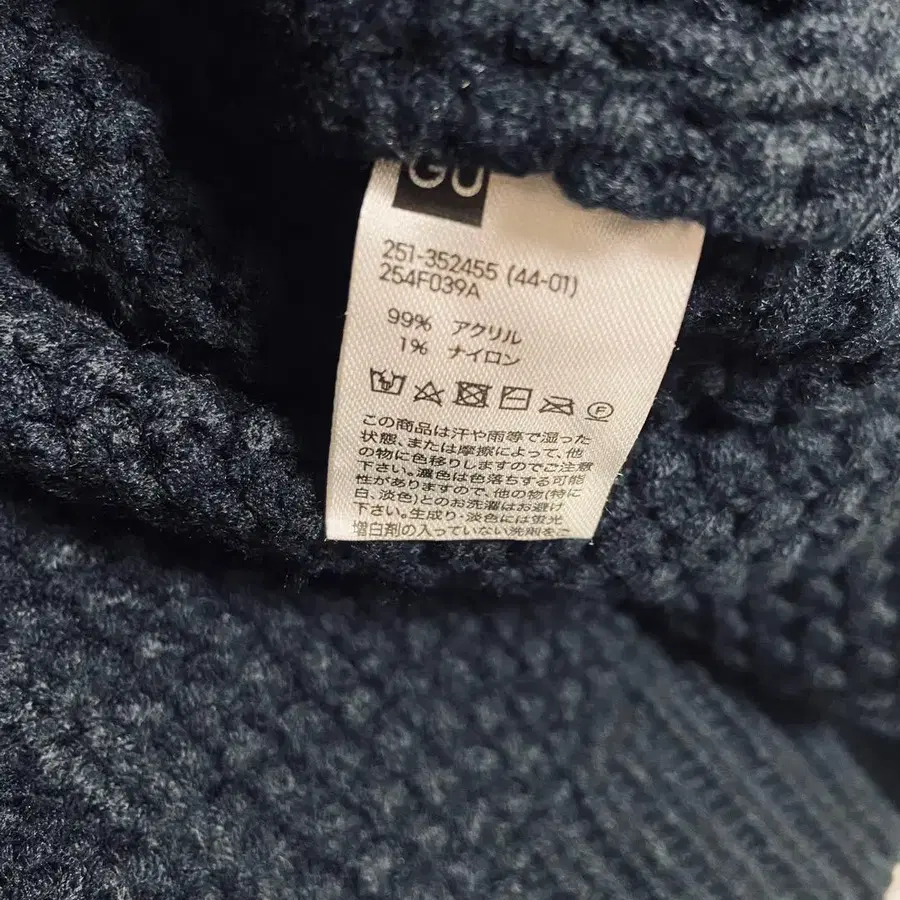 GU
251-352455 (44-01)
254F039A
99% アクリル
1% ナイロン
F
この商品は汗や雨等で湿った
状態、または摩擦によって、他
の物に色移りしますのでご注意
下さい。濃色は色落ちする可能
性がありますので、他の物(特に
白、淡色)とのお洗濯はお避け
下さい。生成り・淡色には蛍光
増白剤の入っていない洗剤をご